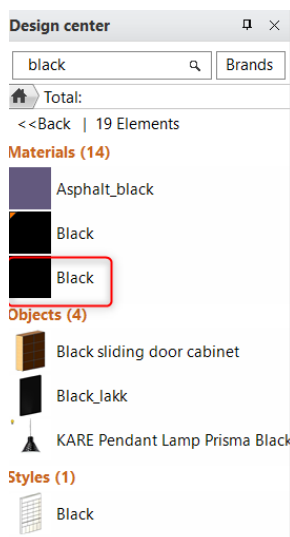 Design center
black
Brands
Total:
<<Back | 19 Elements
Materials (14)
Asphalt_black
Black
Black
Objects (4)
Black sliding door cabinet
Black_lakk
KARE Pendant Lamp Prisma Black
Styles (1)
Black